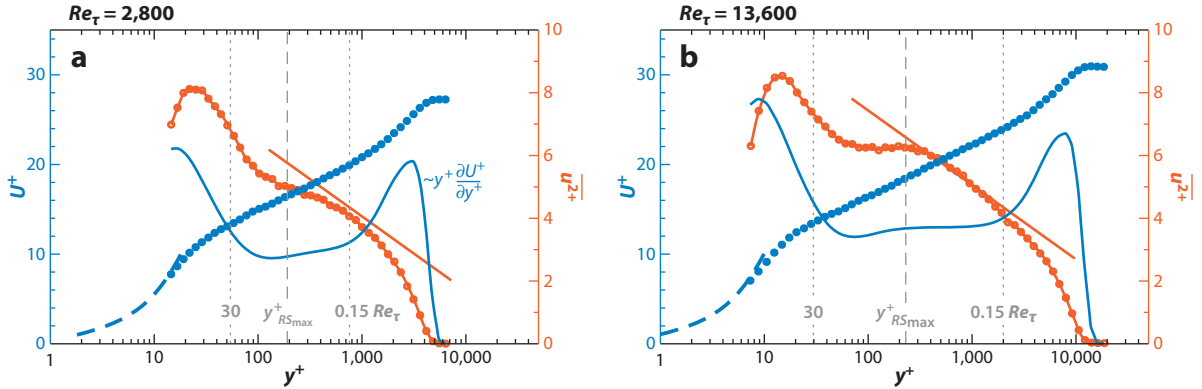 Re_τ = 2,800
a
U⁺
30
20
10
0
10
8
6
4
2
0
u²⁺
~y⁺ ∂U⁺
∂y⁺
30
y⁺RSmax
0.15 Re_τ
1
10
100
1,000
10,000
y⁺
Re_τ = 13,600
b
U⁺
30
20
10
0
10
8
6
4
2
0
u²⁺
30
y⁺RSmax
0.15 Re_τ
1
10
100
1,000
10,000
y⁺